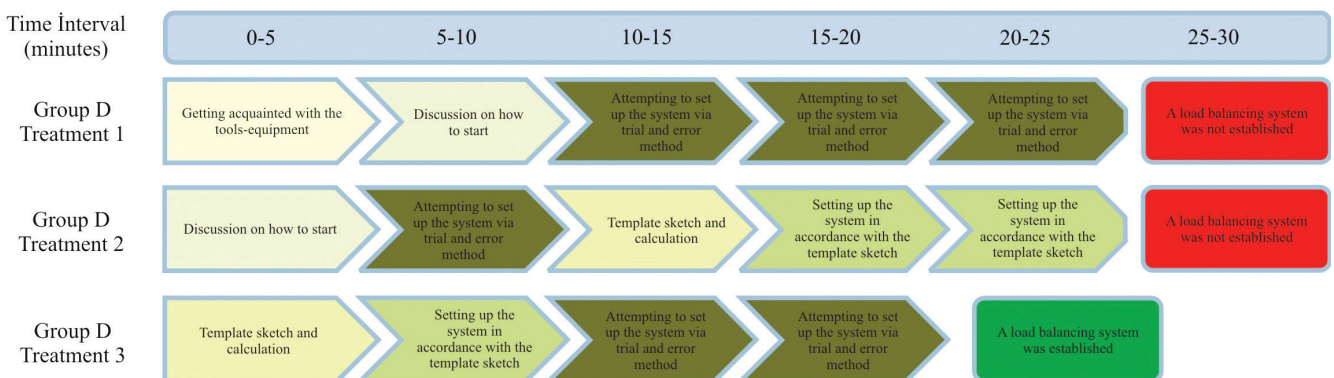 Time İnterval
(minutes)
0-5
5-10
10-15
15-20
20-25
25-30
Group D
Treatment 1
Getting acquainted with the
tools-equipment
Discussion on how
to start
Attempting to set
up the system via
trial and error
method
Attempting to set
up the system via
trial and error
method
Attempting to set
up the system via
trial and error
method
A load balancing system
was not established
Group D
Treatment 2
Discussion on how to start
Attempting to set
up the system via
trial and error
method
Template sketch and
calculation
Setting up the
system in
accordance with the
template sketch
Setting up the
system in
accordance with the
template sketch
A load balancing system
was not established
Group D
Treatment 3
Template sketch and
calculation
Setting up the
system in
accordance with the
template sketch
Attempting to set
up the system via
trial and error
method
Attempting to set
up the system via
trial and error
method
A load balancing system
was established